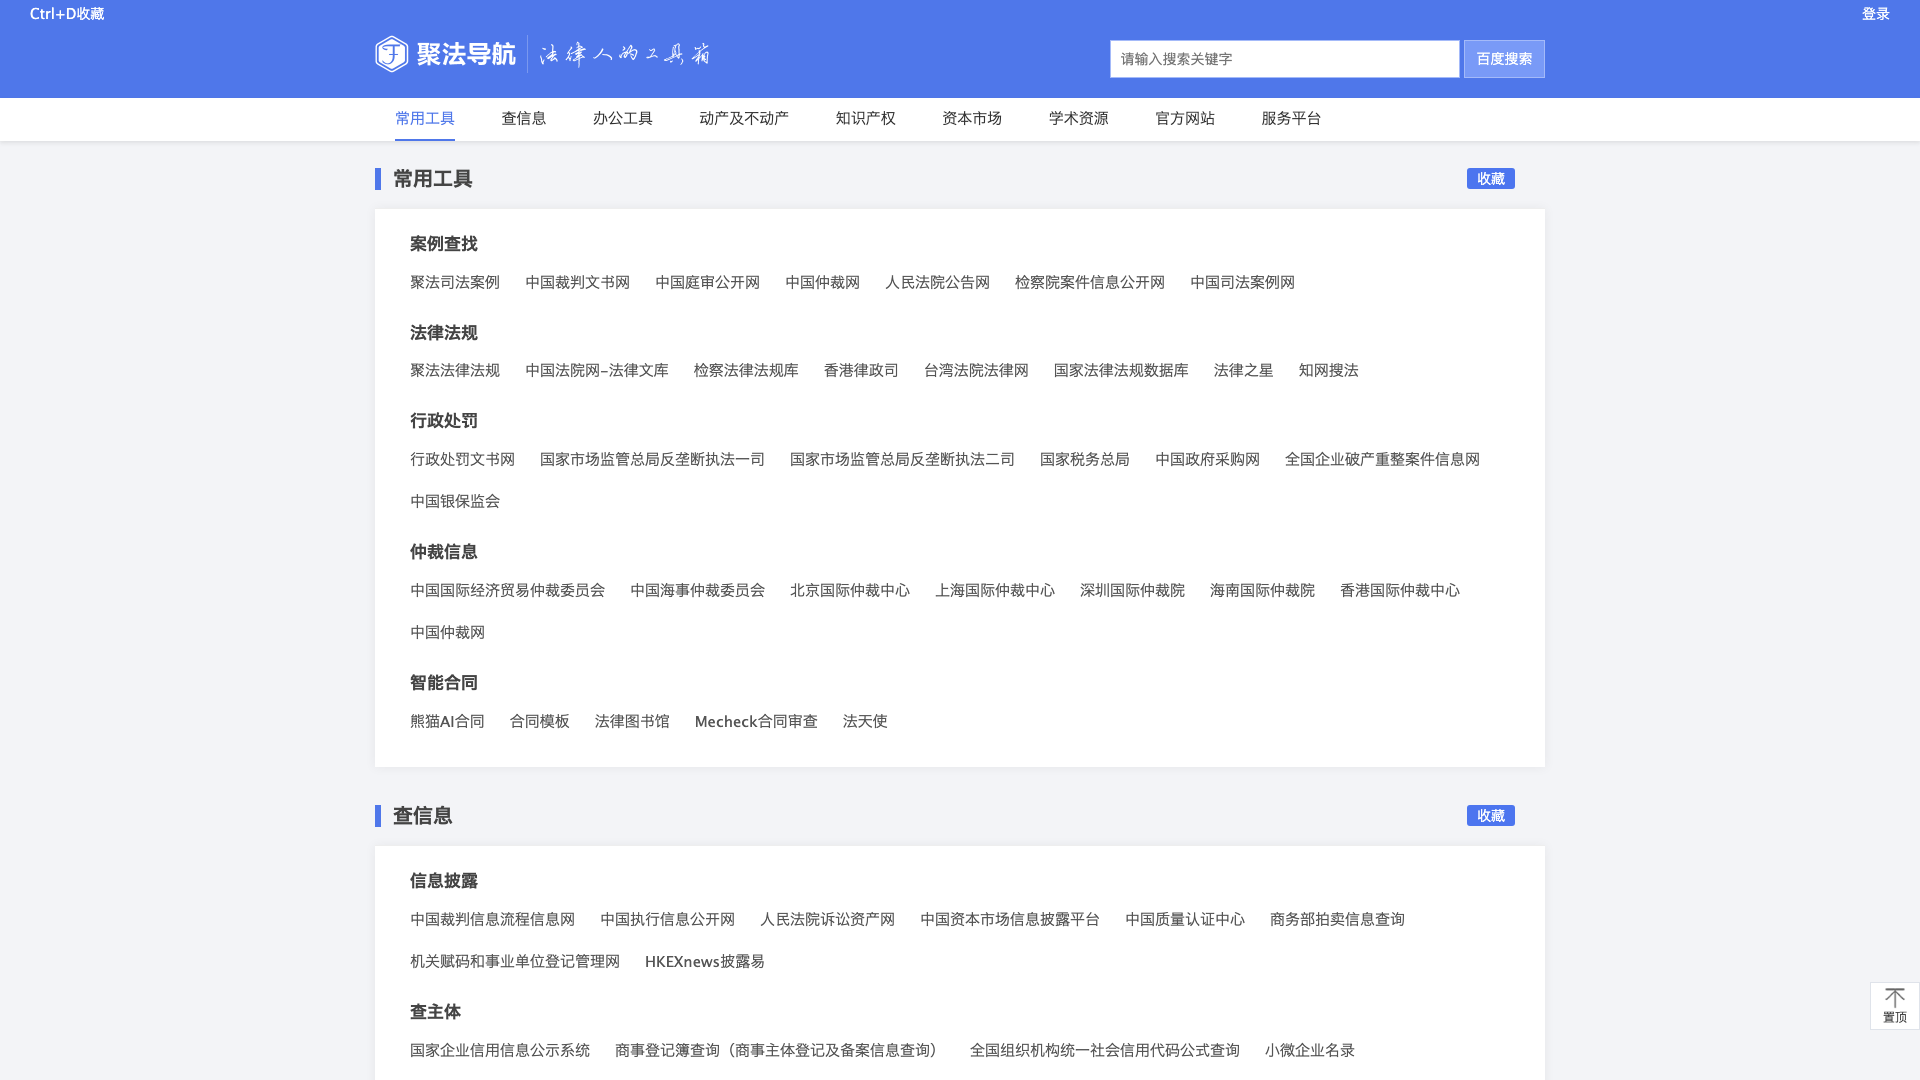 Ctrl+D收藏
登录
聚法导航 法律人的工具箱
请输入搜索关键字 百度搜索
常用工具 查信息 办公工具 动产及不动产 知识产权 资本市场 学术资源 官方网站 服务平台
常用工具 收藏
案例查找
聚法司法案例 中国裁判文书网 中国庭审公开网 中国仲裁网 人民法院公告网 检察院案件信息公开网 中国司法案例网
法律法规
聚法法律法规 中国法院网-法律文库 检察法律法规库 香港律政司 台湾法院法律网 国家法律法规数据库 法律之星 知网搜法
行政处罚
行政处罚文书网 国家市场监管总局反垄断执法一司 国家市场监管总局反垄断执法二司 国家税务总局 中国政府采购网 全国企业破产重整案件信息网
中国银保监会
仲裁信息
中国国际经济贸易仲裁委员会 中国海事仲裁委员会 北京国际仲裁中心 上海国际仲裁中心 深圳国际仲裁院 海南国际仲裁院 香港国际仲裁中心
中国仲裁网
智能合同
熊猫AI合同 合同模板 法律图书馆 Mecheck合同审查 法天使
查信息 收藏
信息披露
中国裁判信息流程信息网 中国执行信息公开网 人民法院诉讼资产网 中国资本市场信息披露平台 中国质量认证中心 商务部拍卖信息查询
机关赋码和事业单位登记管理网 HKEXnews披露易
查主体
国家企业信用信息公示系统 商事登记簿查询（商事主体登记及备案信息查询） 全国组织机构统一社会信用代码公式查询 小微企业名录
置顶